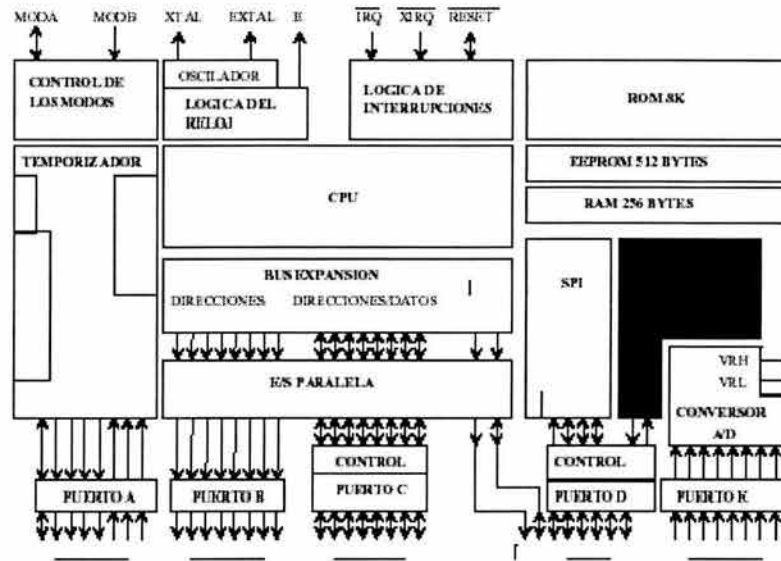 MODA MODB XTAL EXTAL E IRQ XIRQ RESET
CONTROL DE
LOS MODOS
OSCILADOR
LOGICA DEL
RELOJ
LOGICA DE
INTERRUPCIONES
ROM 8K
TEMPORIZADOR
CPU
EEPROM 512 BYTES
RAM 256 BYTES
BUS EXPANSION
DIRECCIONES DIRECCIONES/DATOS
SPI
E/S PARALELA
VRH
VRL
CONVERSOR
A/D
CONTROL
CONTROL
PUERTO A
PUERTO B
PUERTO C
PUERTO D
PUERTO E